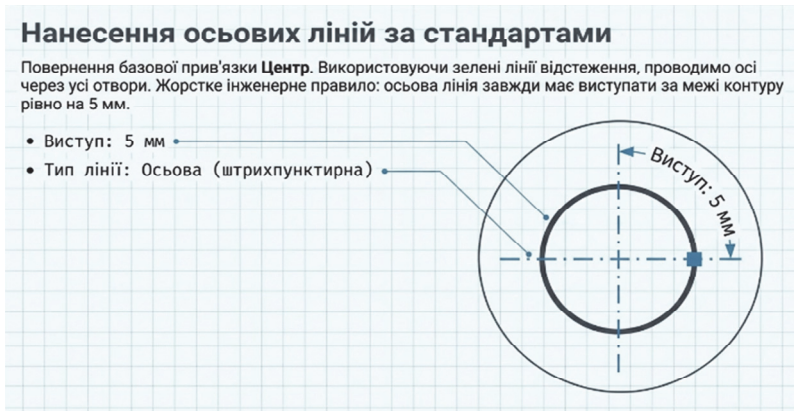 Нанесення осьових ліній за стандартами
Повернення базової прив'язки Центр. Використовуючи зелені лінії відстеження, проводимо осі
через усі отвори. Жорстке інженерне правило: осьова лінія завжди має виступати за межі контуру
рівно на 5 мм.
• Виступ: 5 мм
• Тип лінії: Осьова (штрихпунктирна)
Виступ: 5 мм